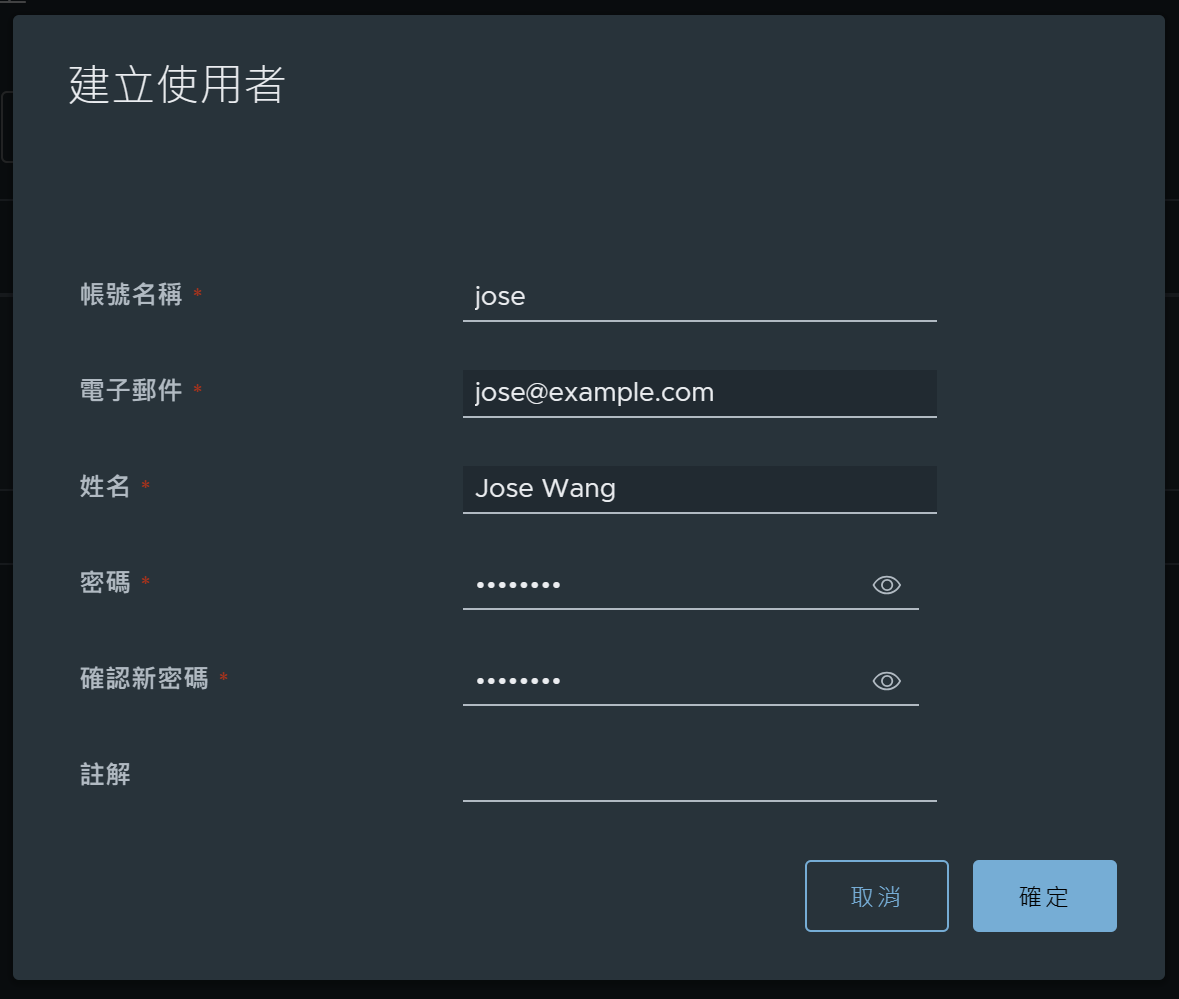 建立使用者
帳號名稱 * jose
電子郵件 * jose@example.com
姓名 * Jose Wang
密碼 * ••••••••
確認新密碼 * ••••••••
註解
取消 確定